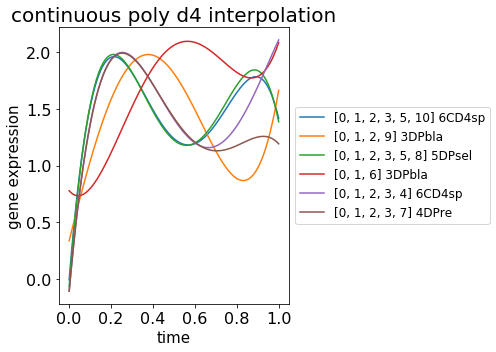 continuous poly d4 interpolation
gene expression
2.0
1.5
1.0
0.5
0.0
0.0 0.2 0.4 0.6 0.8 1.0
time
[0, 1, 2, 3, 5, 10] 6CD4sp
[0, 1, 2, 9] 3DPbla
[0, 1, 2, 3, 5, 8] 5DPsel
[0, 1, 6] 3DPbla
[0, 1, 2, 3, 4] 6CD4sp
[0, 1, 2, 3, 7] 4DPre